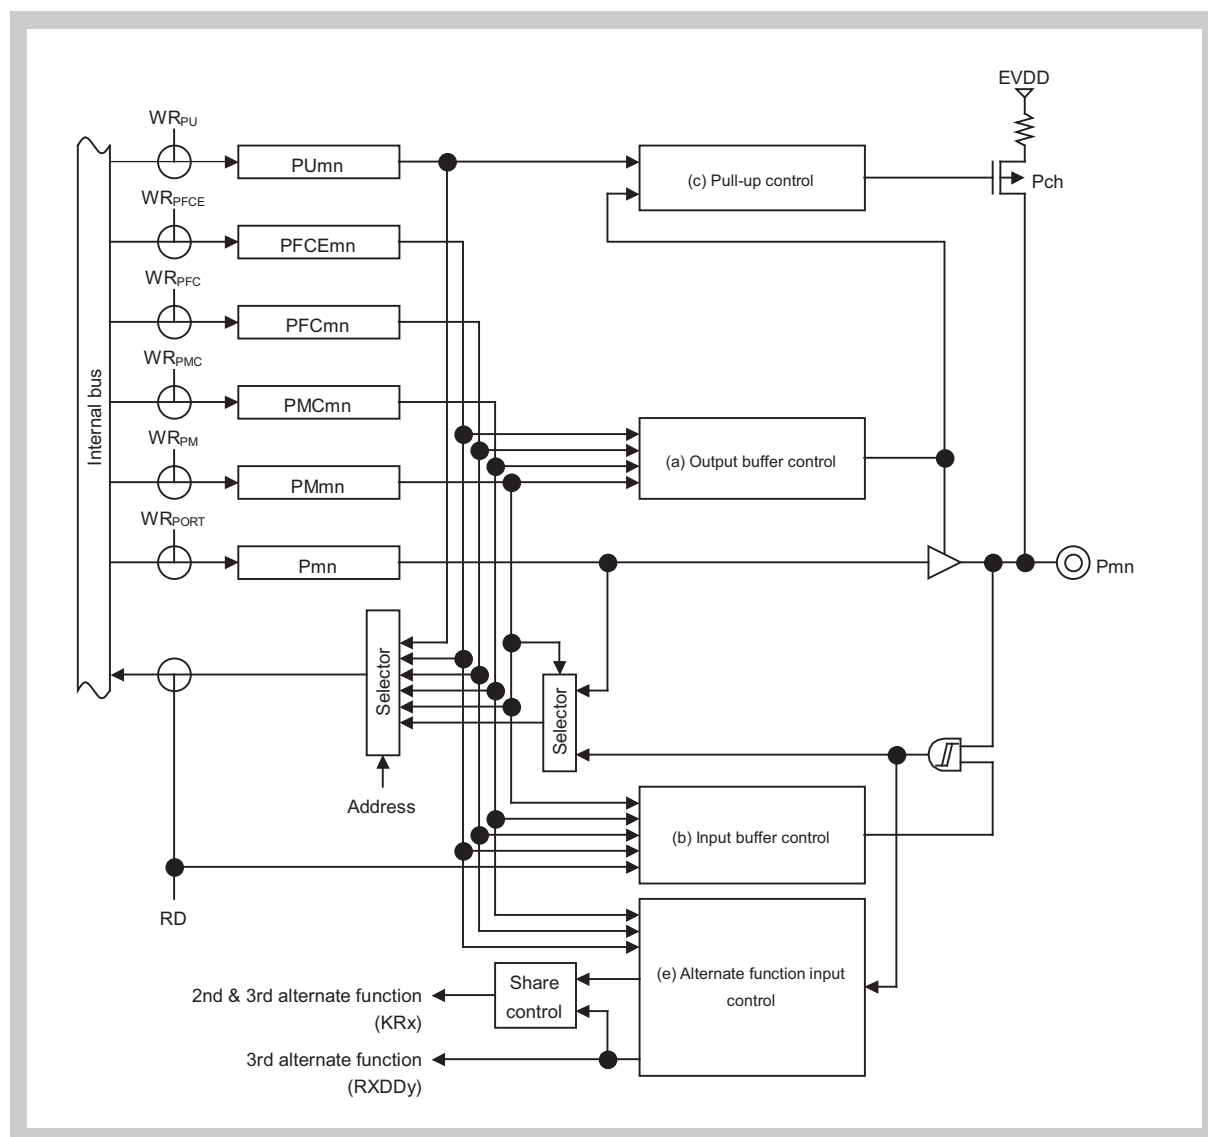 EVDD
WRPU
PUmn
(c) Pull-up control
Pch
WRPFCE
PFCEmn
WRPFC
PFCmn
WRPMC
PMCmn
Internal bus
WRPM
PMmn
(a) Output buffer control
WRPORT
Pmn
Pmn
Selector
Selector
Address
(b) Input buffer control
RD
(e) Alternate function input
control
Share
control
2nd & 3rd alternate function
(KRx)
3rd alternate function
(RXDDy)